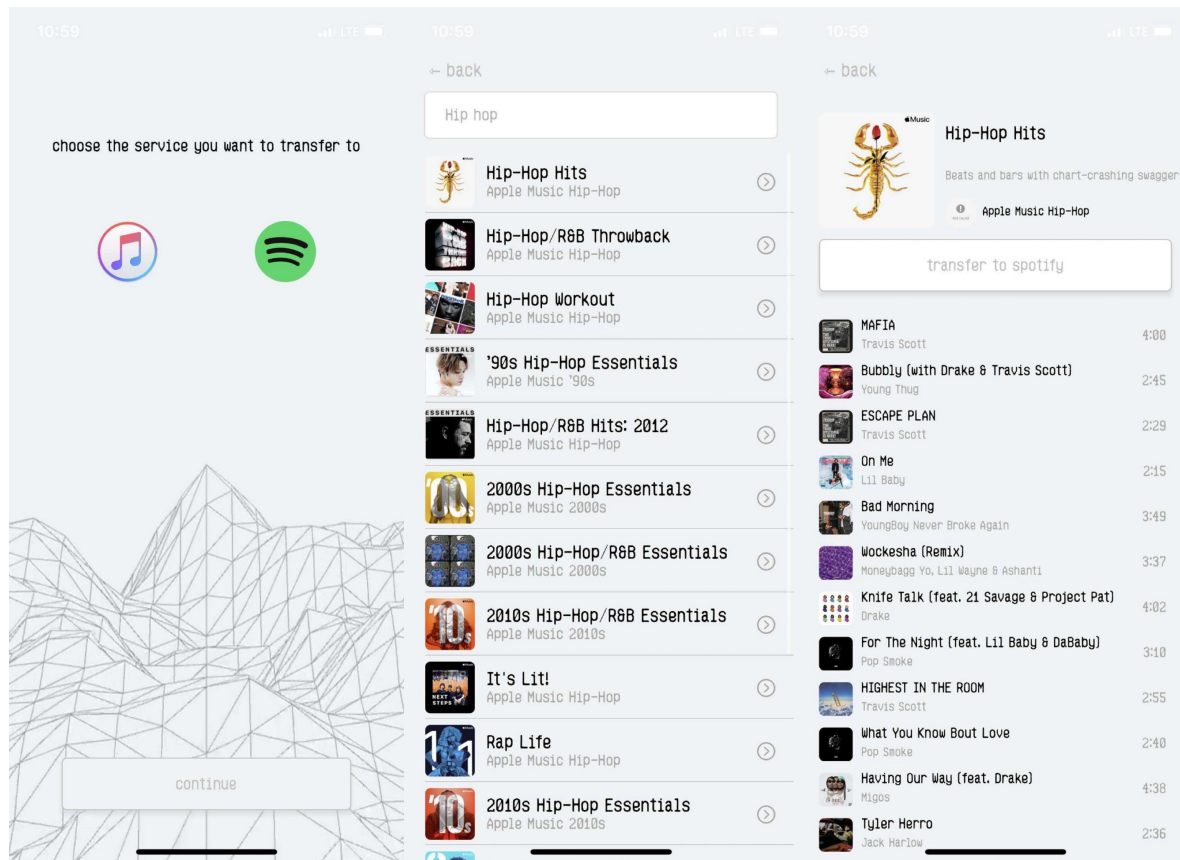 10:59
LTE
choose the service you want to transfer to
continue
10:59
LTE
← back
Hip hop
Hip-Hop Hits
Apple Music Hip-Hop
Hip-Hop/R&B Throwback
Apple Music Hip-Hop
Hip-Hop Workout
Apple Music Hip-Hop
ESSENTIALS
'90s Hip-Hop Essentials
Apple Music '90s
ESSENTIALS
Hip-Hop/R&B Hits: 2012
Apple Music Hip-Hop
'00s
2000s Hip-Hop Essentials
Apple Music 2000s
2000s Hip-Hop/R&B Essentials
Apple Music 2000s
'10s
2010s Hip-Hop/R&B Essentials
Apple Music 2010s
NEXT
STEPS
It's Lit!
Apple Music Hip-Hop
Rap Life
Apple Music Hip-Hop
'10s
2010s Hip-Hop Essentials
Apple Music 2010s
10:59
LTE
← back
Music
Hip-Hop Hits
Beats and bars with chart-crashing swagger
Apple Music Hip-Hop
transfer to spotify
MAFIA
Travis Scott
4:00
Bubbly (with Drake & Travis Scott)
Young Thug
2:45
ESCAPE PLAN
Travis Scott
2:29
On Me
Lil Baby
2:15
Bad Morning
YoungBoy Never Broke Again
3:49
Wockesha (Remix)
Moneybagg Yo, Lil Wayne & Ashanti
3:37
Knife Talk (feat. 21 Savage & Project Pat)
Drake
4:02
For The Night (feat. Lil Baby & DaBaby)
Pop Smoke
3:10
HIGHEST IN THE ROOM
Travis Scott
2:55
What You Know Bout Love
Pop Smoke
2:40
Having Our Way (feat. Drake)
Migos
4:38
Tyler Herro
Jack Harlow
2:36